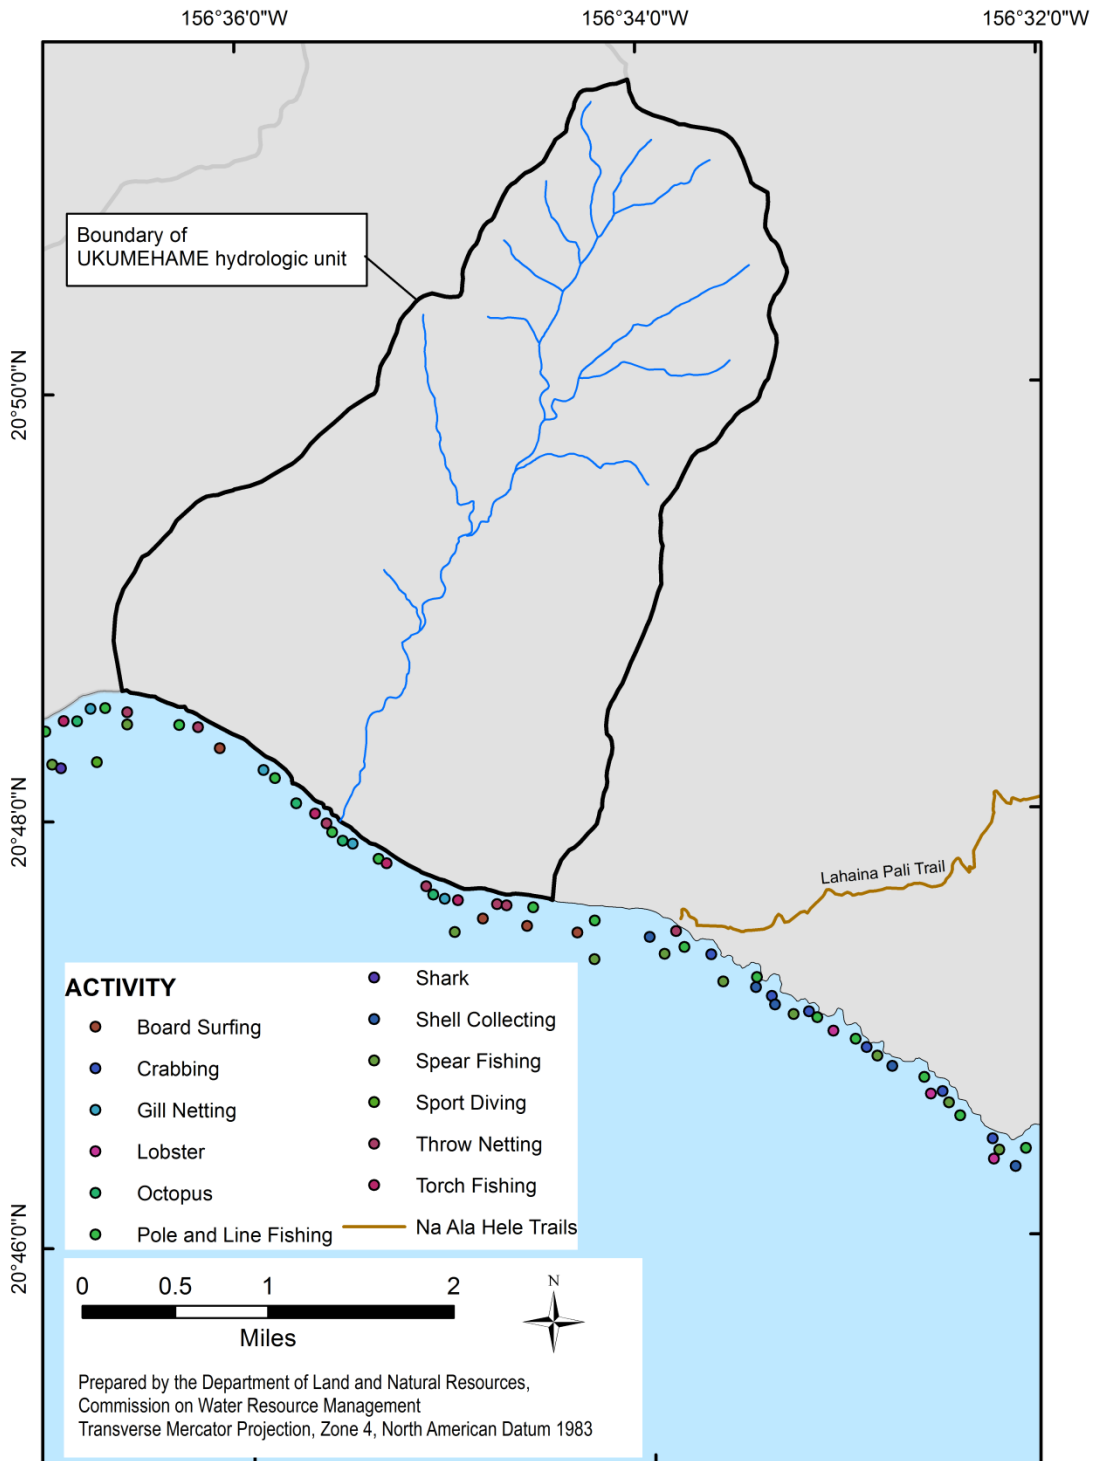 156°36'0"W
156°34'0"W
156°32'0"W
Boundary of
UKUMEHAME hydrologic unit
20°50'0"N
20°48'0"N
Lahaina Pali Trail
ACTIVITY
Board Surfing
Crabbing
Gill Netting
Lobster
Octopus
Pole and Line Fishing
Shark
Shell Collecting
Spear Fishing
Sport Diving
Throw Netting
Torch Fishing
Na Ala Hele Trails
20°46'0"N
0 0.5 1 2
Miles
N
Prepared by the Department of Land and Natural Resources,
Commission on Water Resource Management
Transverse Mercator Projection, Zone 4, North American Datum 1983